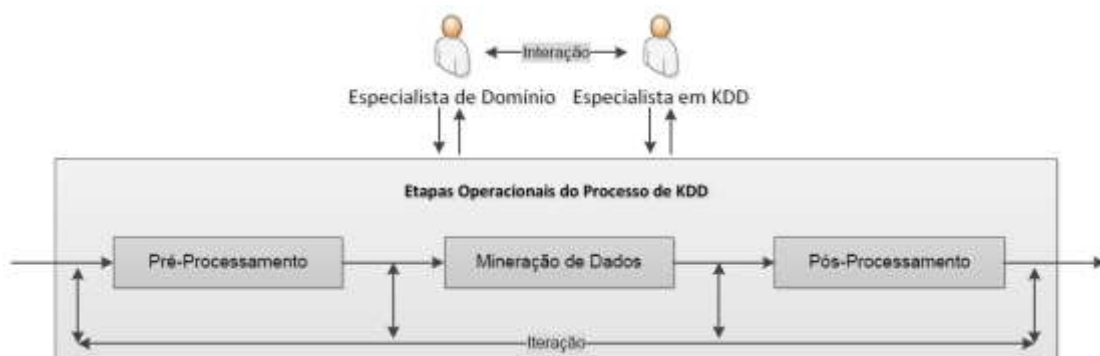 Interação
Especialista de Domínio Especialista em KDD
Etapas Operacionais do Processo de KDD
Pré-Processamento Mineração de Dados Pós-Processamento
Iteração